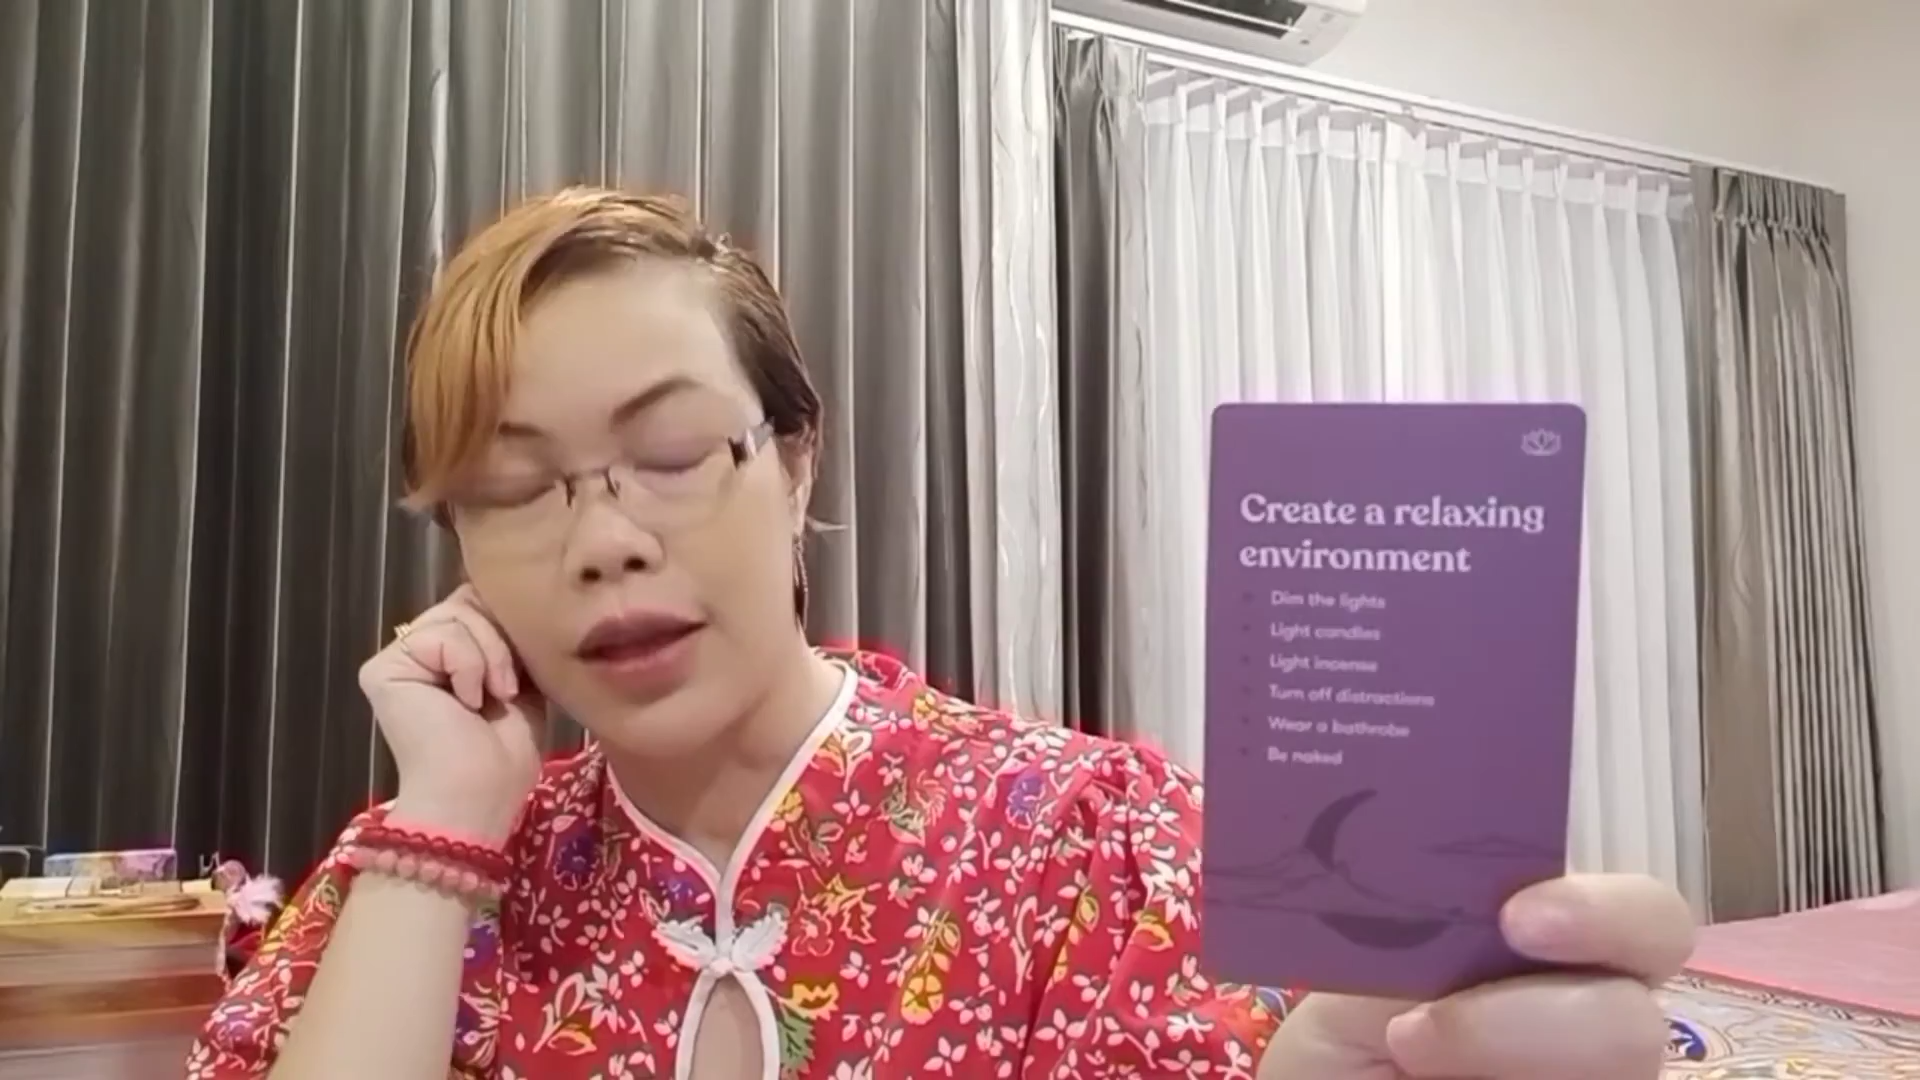 Create a relaxing
environment
Dim the lights
Light candles
Light incense
Turn off distractions
Wear a bathrobe
Be naked